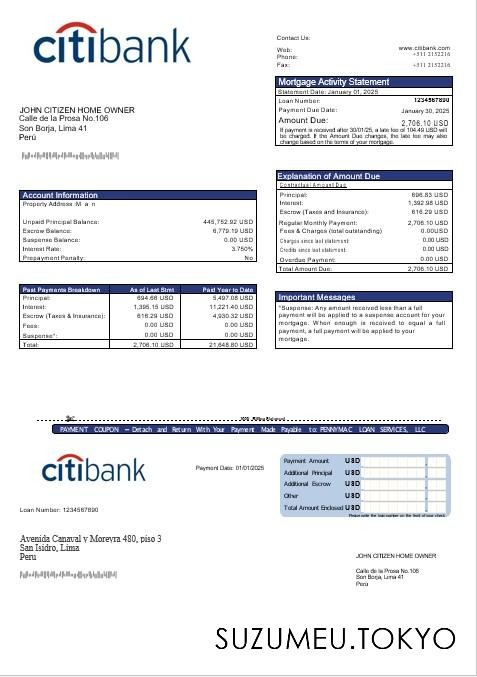 citibank
Contact Us:
Web: www.citibank.com
Phone: +511 2152216
Fax: +511 2152216
Mortgage Activity Statement
Statement Date: January 01, 2025
Loan Number: 1234567890
Payment Due Date: January 30, 2025
Amount Due: 2,706.10 USD
If payment is received after 30/01/25, a late fee of 104.49 USD will
be charged. If the Amount Due changes, the late fee may also
change based on the terms of your mortgage.
JOHN CITIZEN HOME OWNER
Calle de la Prosa No.106
Son Borja, Lima 41
Perú
Explanation of Amount Due
Contractual Amount Due
Principal: 696.83 USD
Interest: 1,392.98 USD
Escrow (Taxes and Insurance): 616.29 USD
Regular Monthly Payment: 2,706.10 USD
Fees & Charges (total outstanding) 0.00USD
Charges since last statement: 0.00 USD
Credits since last statement: 0.00 USD
Overdue Payment: 0.00 USD
Total Amount Due: 2,706.10 USD
Account Information
Property Address :M a n
Unpaid Principal Balance: 445,752.92 USD
Escrow Balance: 6,779.19 USD
Suspense Balance: 0.00 USD
Interest Rate: 3.750%
Prepayment Penalty: No
Past Payments Breakdown As of Last Stmt Paid Year to Date
Principal: 694.66 USD 5,497.08 USD
Interest: 1,395.15 USD 11,221.40 USD
Escrow (Taxes & Insurance): 616.29 USD 4,930.32 USD
Fees: 0.00 USD 0.00 USD
Suspense*: 0.00 USD 0.00 USD
Total: 2,706.10 USD 21,648.80 USD
Important Messages
*Suspense: Any amount received less than a full
payment will be applied to a suspense account for your
mortgage. When enough is received to equal a full
payment, a full payment will be applied to your
mortgage.
PAYMENT COUPON – Detach and Return With Your Payment Made Payable to: PENNYMAC LOAN SERVICES, LLC
citibank
Payment Date: 01/01/2025
Payment Amount USD
Additional Principal USD
Additional Escrow USD
Other USD
Total Amount Enclosed USD
Please write the loan number on the front of your check.
Loan Number: 1234567890
Avenida Canaval y Moreyra 480, piso 3
San Isidro, Lima
Peru
JOHN CITIZEN HOME OWNER
Calle de la Prosa No.106
Son Borja, Lima 41
Perú
SUZUMEU.TOKYO